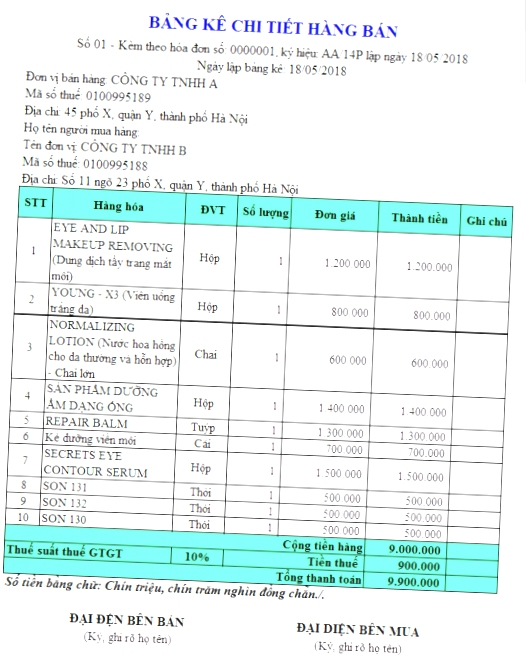 BẢNG KÊ CHI TIẾT HÀNG BÁN
Số 01 - Kèm theo hóa đơn số: 0000001, ký hiệu: AA/14P lập ngày 18/05/2018
Ngày lập bảng kê: 18/05/2018
Đơn vị bán hàng: CÔNG TY TNHH A
Mã số thuế: 0100995189
Địa chỉ: 45 phố X, quận Y, thành phố Hà Nội
Họ tên người mua hàng:
Tên đơn vị: CÔNG TY TNHH B
Mã số thuế: 0100995188
Địa chỉ: Số 11 ngõ 23 phố X, quận Y, thành phố Hà Nội
STT Hàng hóa ĐVT Số lượng Đơn giá Thành tiền Ghi chú
EYE AND LIP
1 MAKEUP REMOVING Hộp 1 1.200.000 1.200.000
(Dung dịch tẩy trang mắt
môi)
2 YOUNG - X3 (Viên uống Hộp 1 800.000 800.000
trắng da)
NORMALIZING
3 LOTION (Nước hoa hồng Chai 1 600.000 600.000
cho da thường và hỗn hợp)
- Chai lớn
4 SẢN PHẨM DƯỠNG Hộp 1 1.400.000 1.400.000
ẨM DẠNG ỐNG
5 REPAIR BALM Tuýp 1 1.300.000 1.300.000
6 Kẻ dưỡng viền môi Cái 1 700.000 700.000
7 SECRETS EYE Hộp 1 1.500.000 1.500.000
CONTOUR SERUM
8 SON 131 Thỏi 1 500.000 500.000
9 SON 132 Thỏi 1 500.000 500.000
10 SON 130 Thỏi 1 500.000 500.000
Cộng tiền hàng 9.000.000
Thuế suất thuế GTGT 10% Tiền thuế 900.000
Tổng thanh toán 9.900.000
Số tiền bằng chữ: Chín triệu, chín trăm nghìn đồng chẵn./.
ĐẠI ĐỆN BÊN BÁN ĐẠI DIỆN BÊN MUA
(Ký, ghi rõ họ tên) (Ký, ghi rõ họ tên)